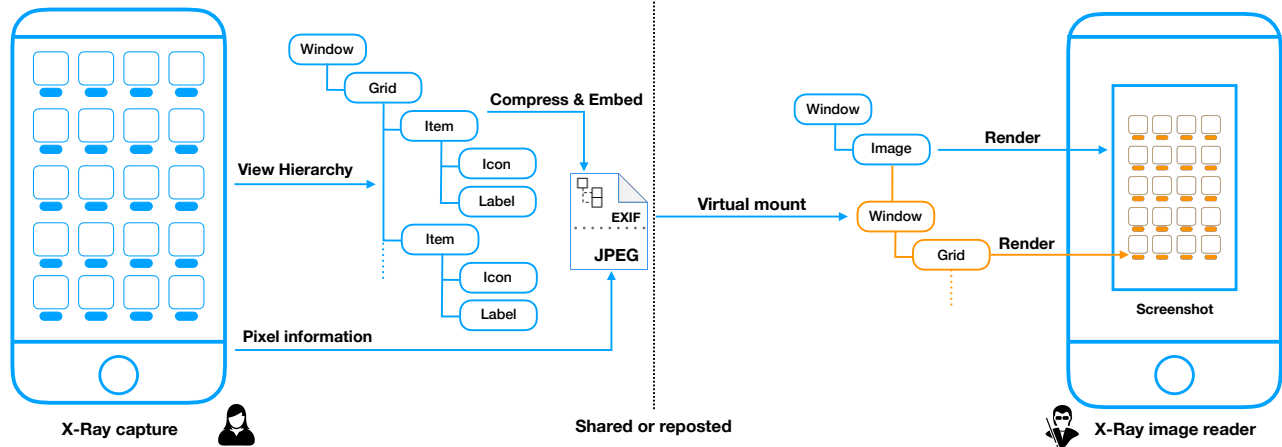 Window
Grid
Item
Icon
Label
Item
Icon
Label
View Hierarchy
Compress & Embed
EXIF
JPEG
Pixel information
X-Ray capture
Shared or reposted
Virtual mount
Window
Image
Window
Grid
Render
Render
Screenshot
X-Ray image reader